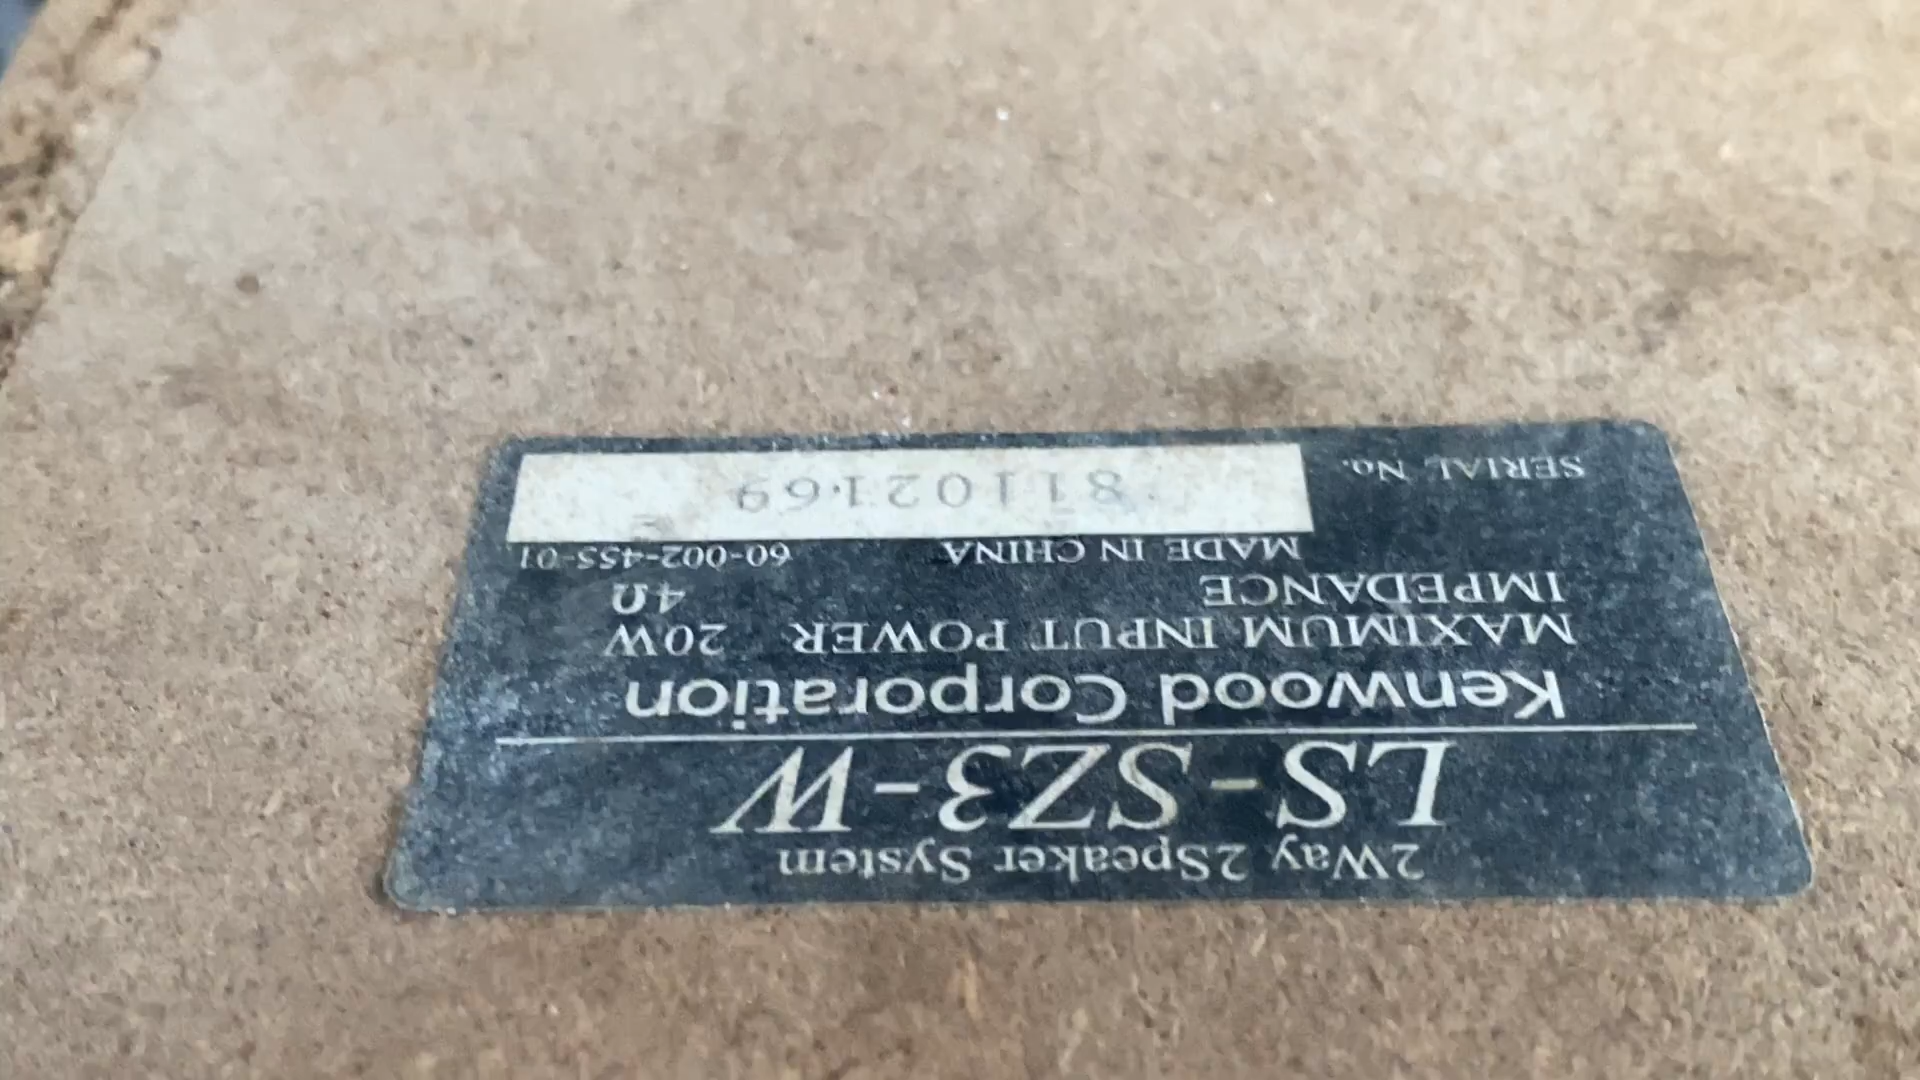 2Way 2Speaker System
LS-SZ3-W
Kenwood Corporation
MAXIMUM INPUT POWER 20W
IMPEDANCE 4Ω
MADE IN CHINA 60-002-455-01
SERIAL No. 81102169